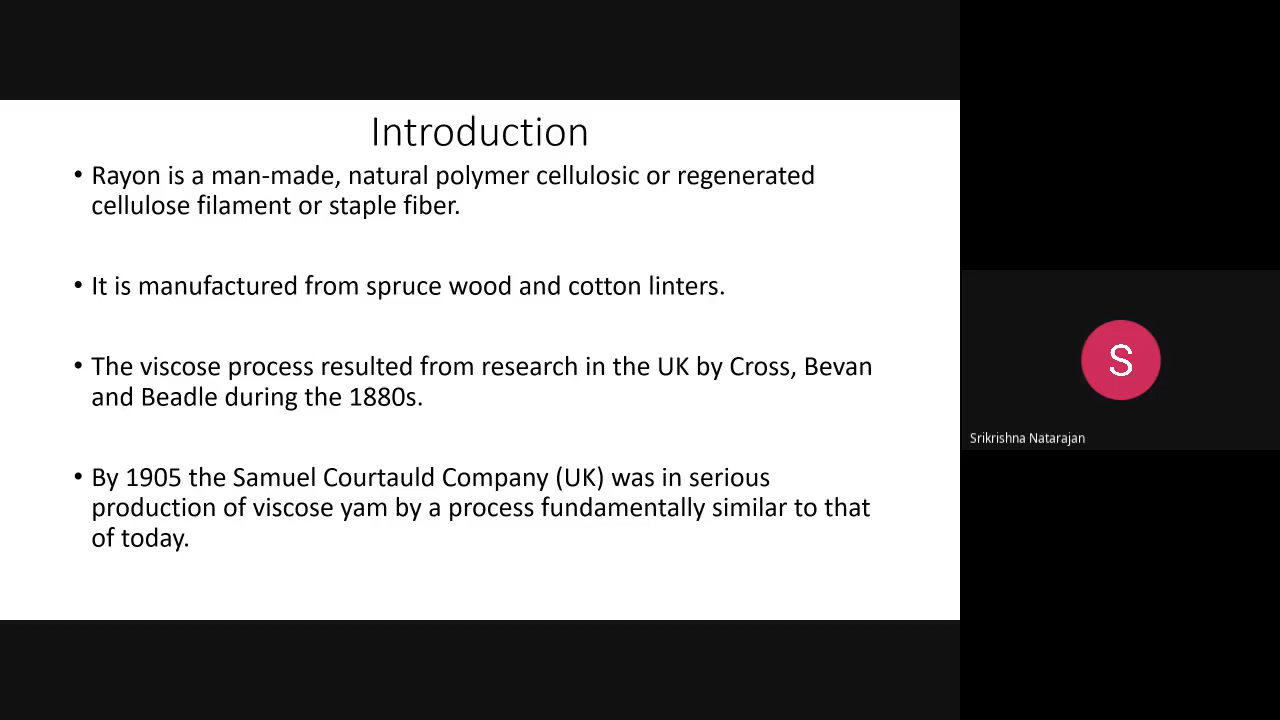 Introduction
• Rayon is a man-made, natural polymer cellulosic or regenerated
cellulose filament or staple fiber.
• It is manufactured from spruce wood and cotton linters.
• The viscose process resulted from research in the UK by Cross, Bevan
and Beadle during the 1880s.
• By 1905 the Samuel Courtauld Company (UK) was in serious
production of viscose yam by a process fundamentally similar to that
of today.
S
Srikrishna Natarajan